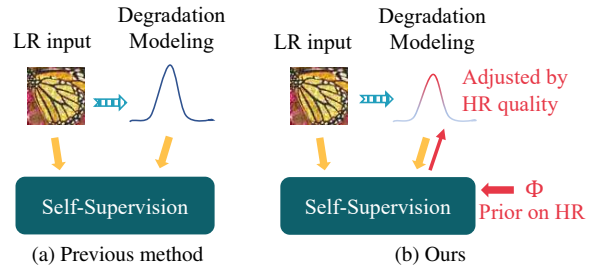 LR input
Degradation
Modeling
Self-Supervision
(a) Previous method
LR input
Degradation
Modeling
Adjusted by
HR quality
Self-Supervision
Φ
Prior on HR
(b) Ours